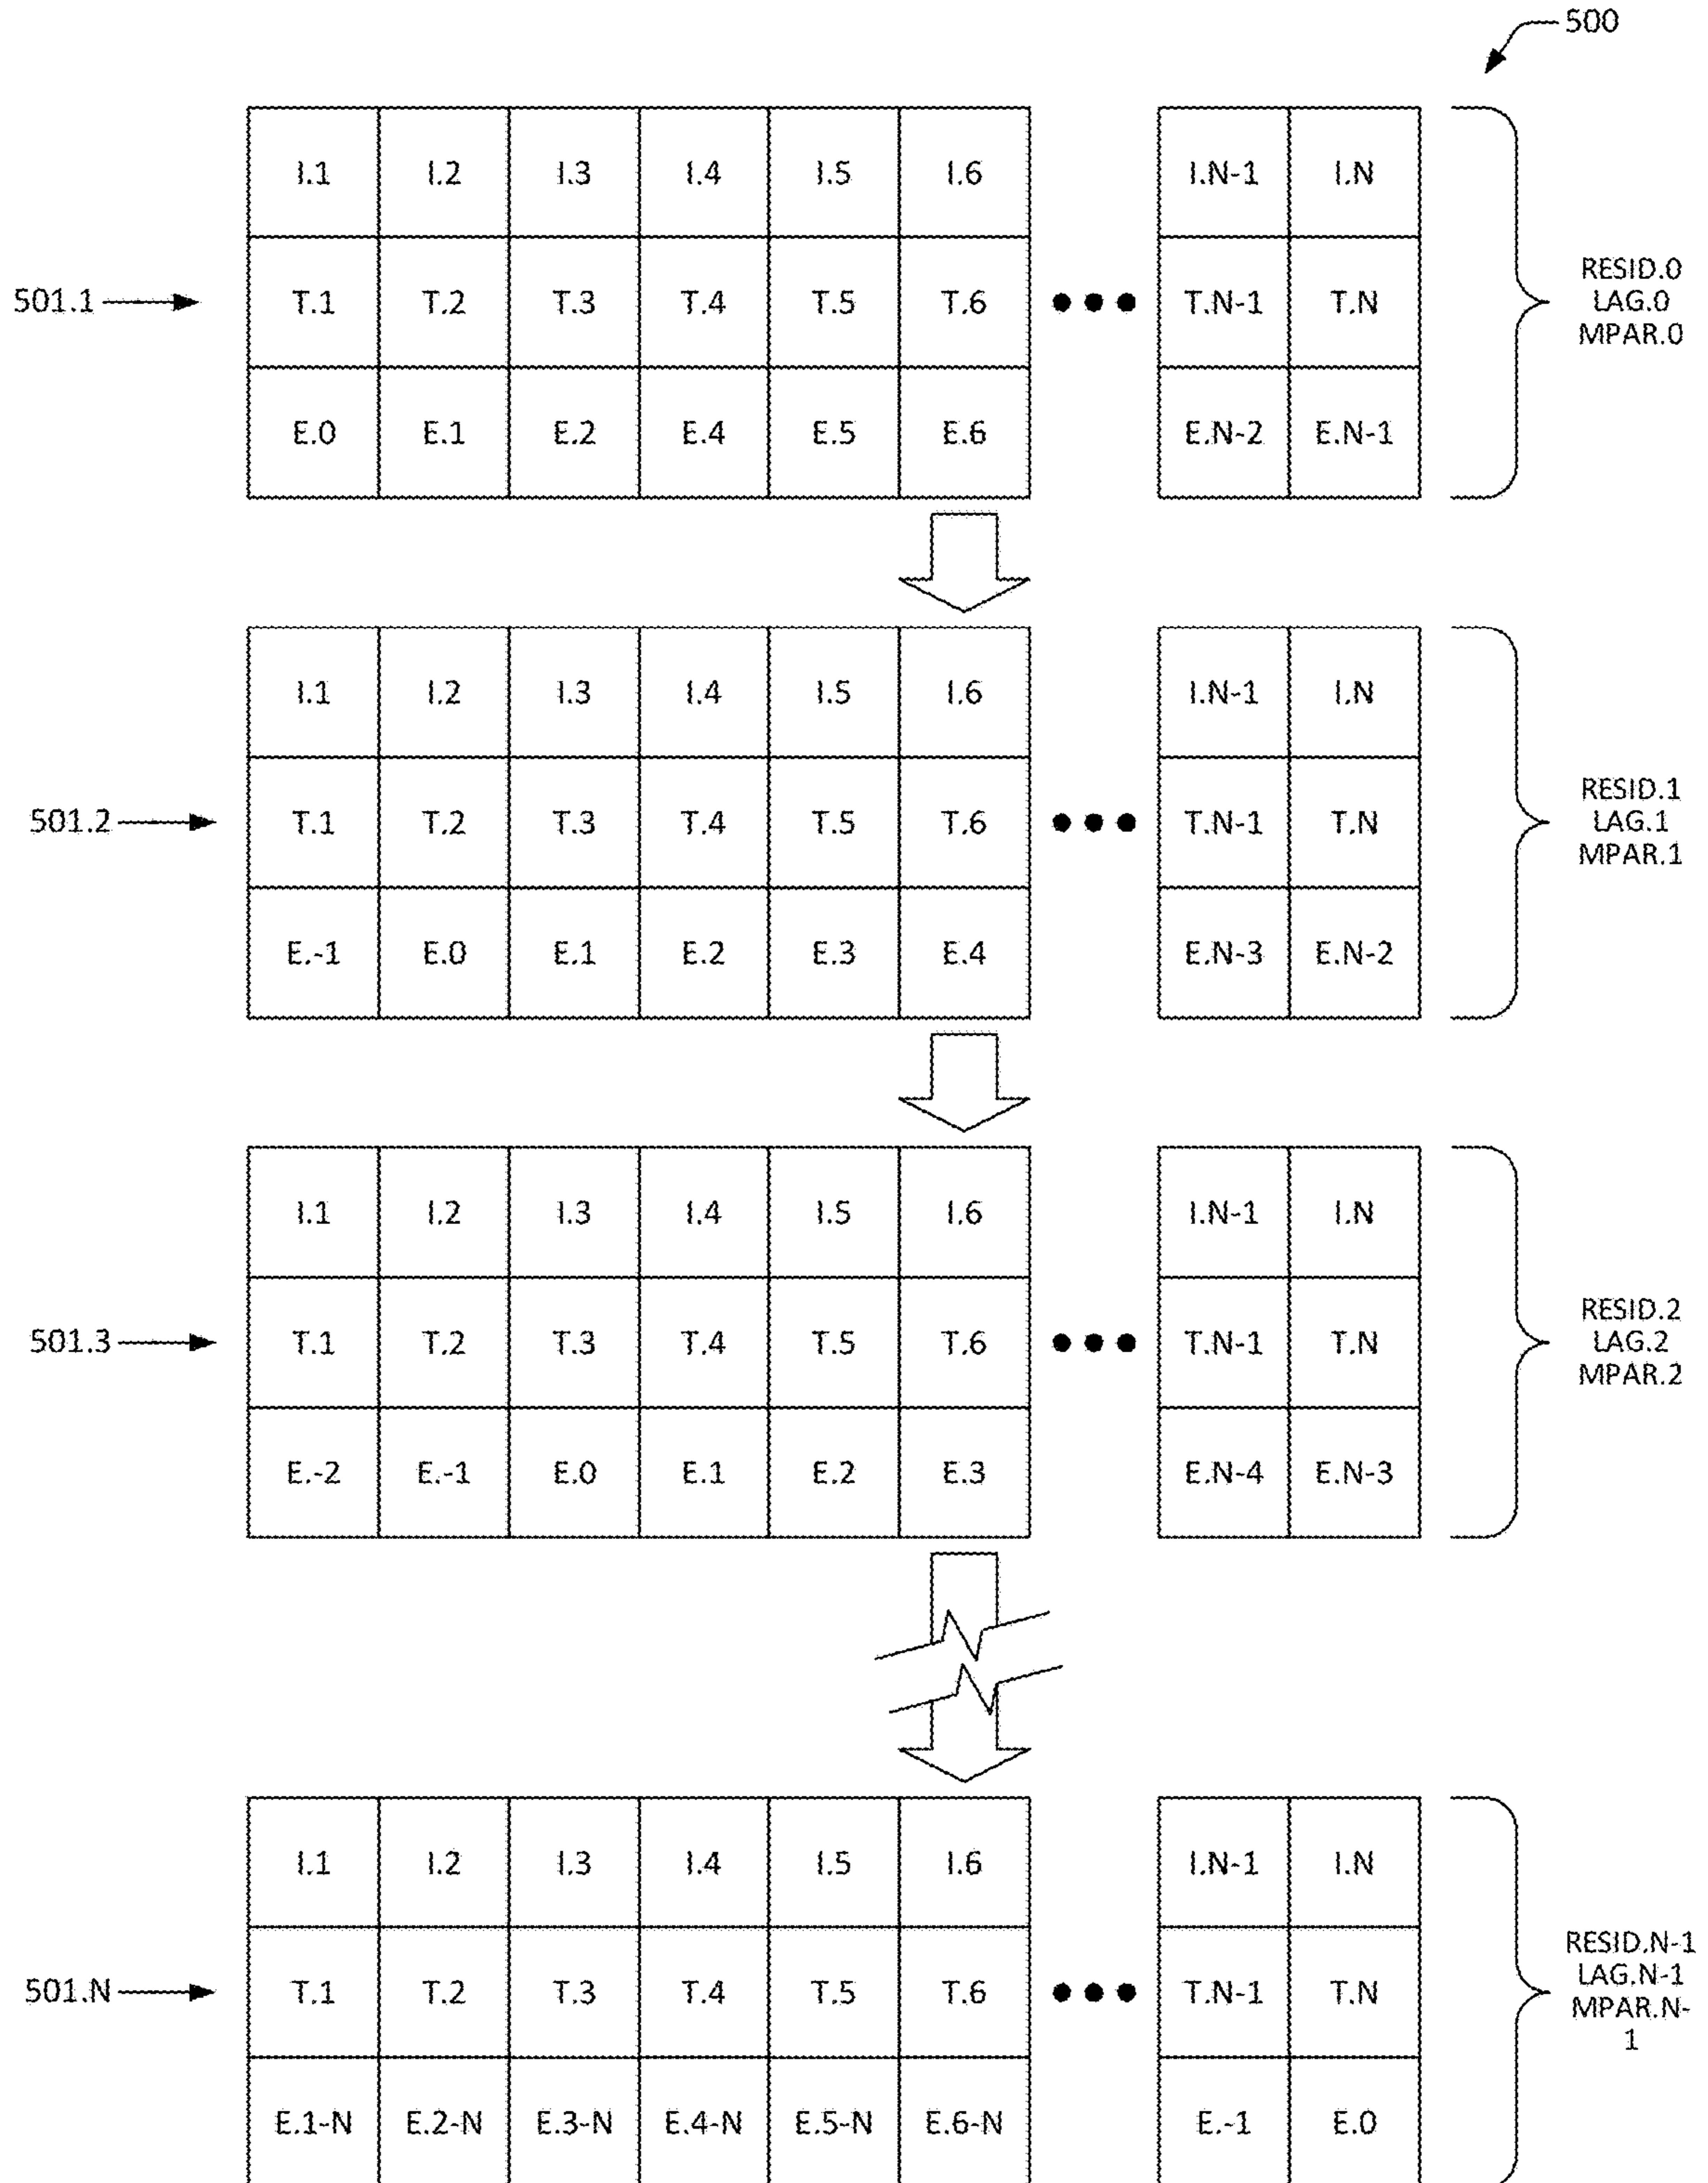 500
I.1 I.2 I.3 I.4 I.5 I.6 I.N-1 I.N
501.1 T.1 T.2 T.3 T.4 T.5 T.6 T.N-1 T.N
E.0 E.1 E.2 E.4 E.5 E.6 E.N-2 E.N-1
RESID.0
LAG.0
MPAR.0
I.1 I.2 I.3 I.4 I.5 I.6 I.N-1 I.N
501.2 T.1 T.2 T.3 T.4 T.5 T.6 T.N-1 T.N
E.-1 E.0 E.1 E.2 E.3 E.4 E.N-3 E.N-2
RESID.1
LAG.1
MPAR.1
I.1 I.2 I.3 I.4 I.5 I.6 I.N-1 I.N
501.3 T.1 T.2 T.3 T.4 T.5 T.6 T.N-1 T.N
E.-2 E.-1 E.0 E.1 E.2 E.3 E.N-4 E.N-3
RESID.2
LAG.2
MPAR.2
I.1 I.2 I.3 I.4 I.5 I.6 I.N-1 I.N
501.N T.1 T.2 T.3 T.4 T.5 T.6 T.N-1 T.N
E.1-N E.2-N E.3-N E.4-N E.5-N E.6-N E.-1 E.0
RESID.N-1
LAG.N-1
MPAR.N-
1